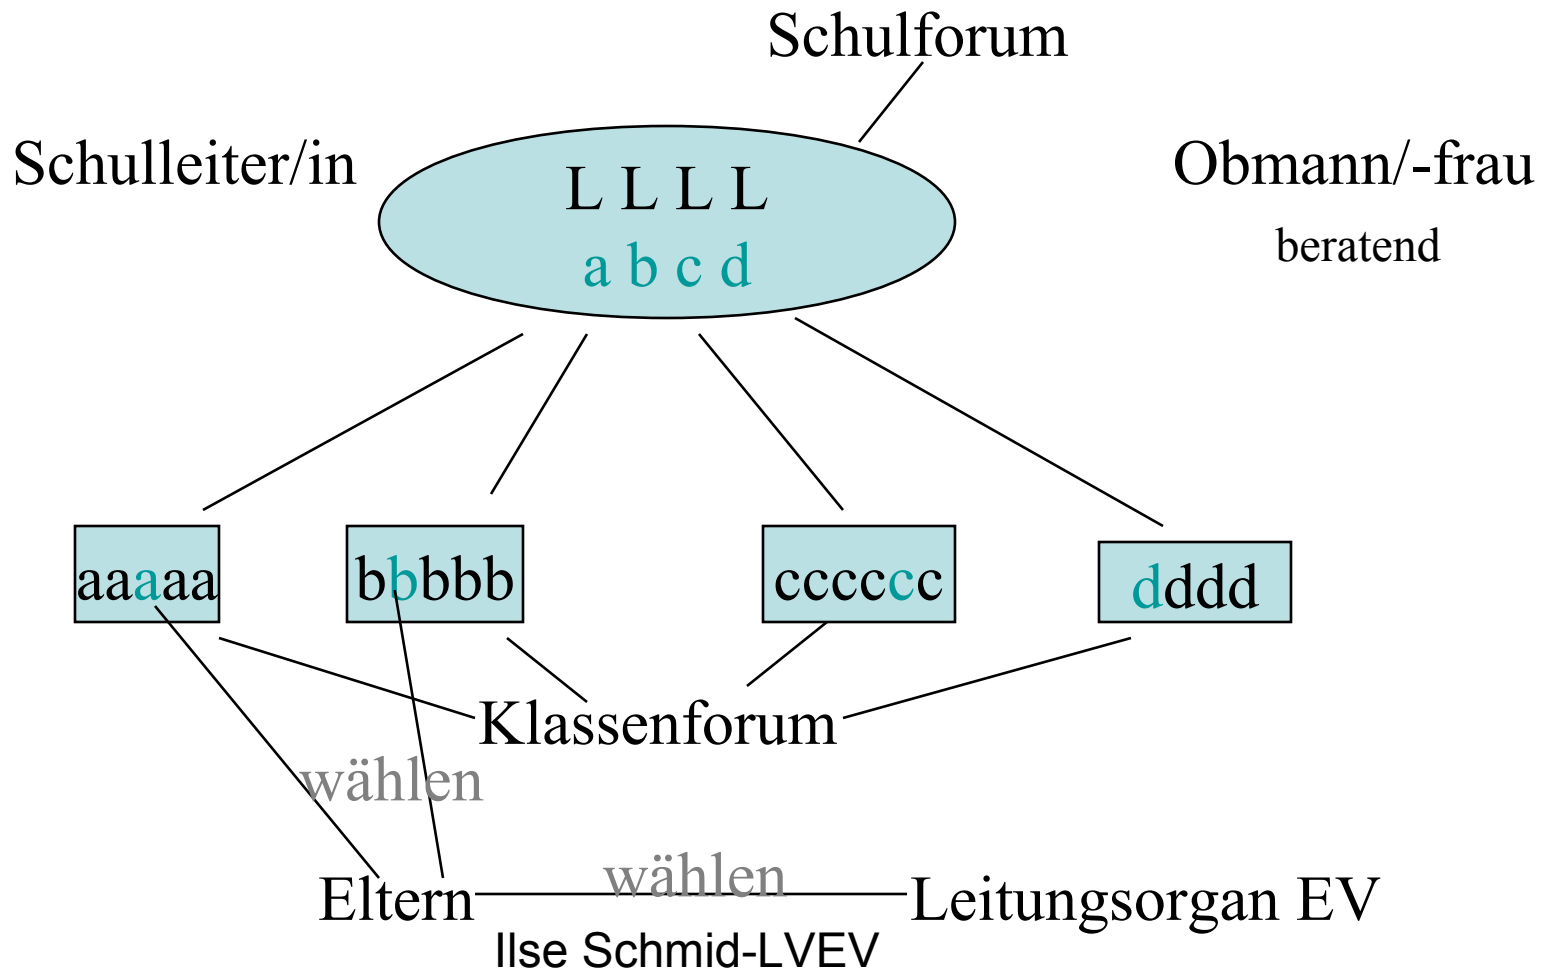 Schulforum
Schulleiter/in
L L L L
Obmann/-frau
a b c d
beratend
aaaaa
bbbbb
cccccc
dddd
Klassenforum
wählen
wählen
Eltern
Leitungsorgan EV
Ilse Schmid-LVEV